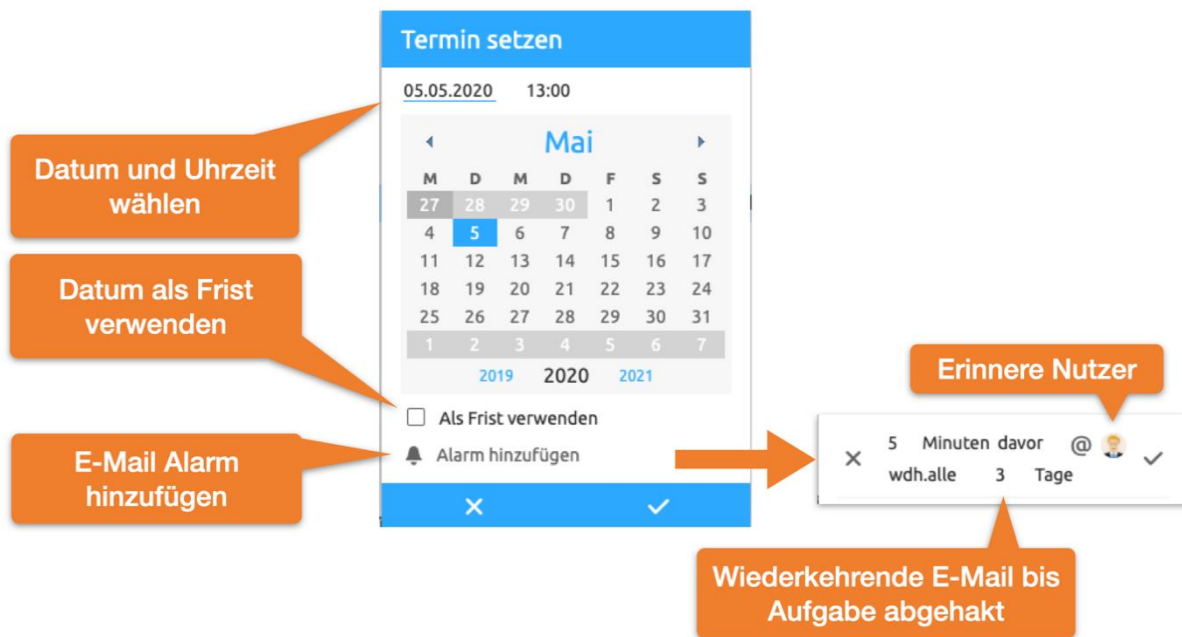 Termin setzen
05.05.2020 13:00
Datum und Uhrzeit
wählen
Mai
M D M D F S S
27 28 29 30 1 2 3
4 5 6 7 8 9 10
11 12 13 14 15 16 17
18 19 20 21 22 23 24
25 26 27 28 29 30 31
1 2 3 4 5 6 7
2019 2020 2021
Datum als Frist
verwenden
Als Frist verwenden
E-Mail Alarm
hinzufügen
Alarm hinzufügen
Erinnere Nutzer
5 Minuten davor @
wdh.alle 3 Tage
Wiederkehrende E-Mail bis
Aufgabe abgehakt